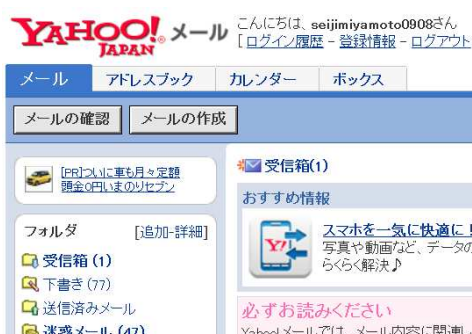 YAHOO! メール
JAPAN
こんにちは、seijimiyamoto0908さん
[ ログイン履歴 - 登録情報 - ログアウト
メール アドレスブック カレンダー ボックス
メールの確認 メールの作成
[PR]ついに車も月々定額
頭金0円いまのりセブン
フォルダ [追加-詳細]
受信箱 (1)
下書き (77)
送信済みメール
迷惑メール (47)
受信箱(1)
おすすめ情報
Y!
スマホを一気に快適に!
写真や動画など、データの
らくらく解決♪
必ずお読みください
Yahoo!メールでは、メール内容に関連